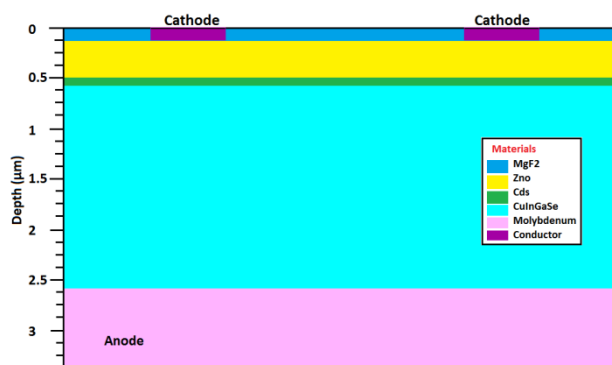 Cathode
Cathode
0
0.5
1
1.5
2
2.5
3
Depth (µm)
Materials
MgF2
Zno
Cds
CuInGaSe
Molybdenum
Conductor
Anode